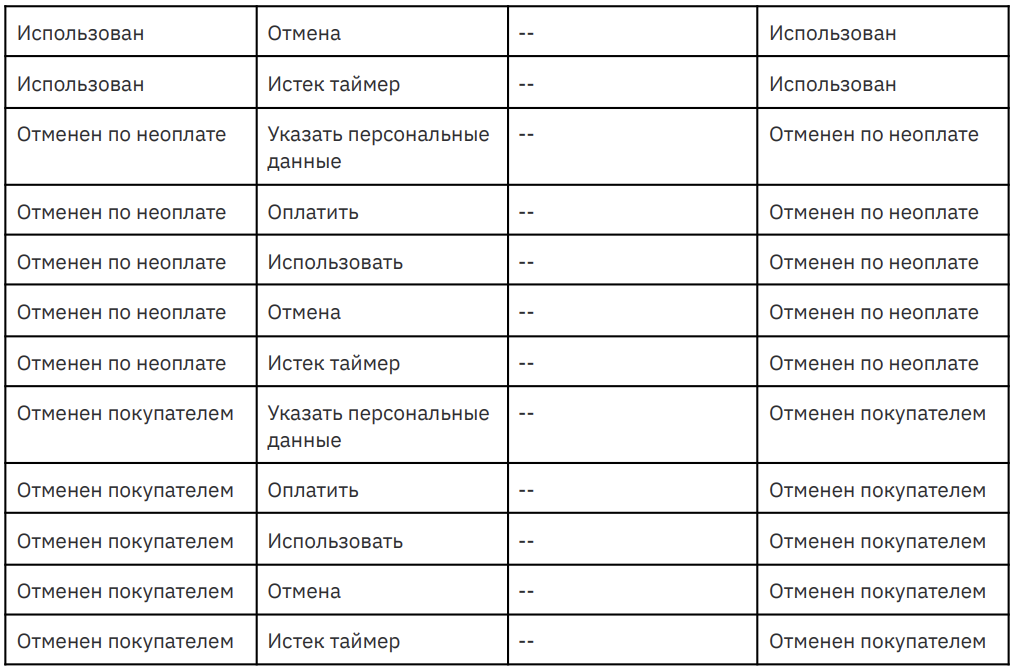 Использован Отмена -- Использован
Использован Истек таймер -- Использован
Отменен по неоплате Указать персональные -- Отменен по неоплате
данные
Отменен по неоплате Оплатить -- Отменен по неоплате
Отменен по неоплате Использовать -- Отменен по неоплате
Отменен по неоплате Отмена -- Отменен по неоплате
Отменен по неоплате Истек таймер -- Отменен по неоплате
Отменен покупателем Указать персональные -- Отменен покупателем
данные
Отменен покупателем Оплатить -- Отменен покупателем
Отменен покупателем Использовать -- Отменен покупателем
Отменен покупателем Отмена -- Отменен покупателем
Отменен покупателем Истек таймер -- Отменен покупателем